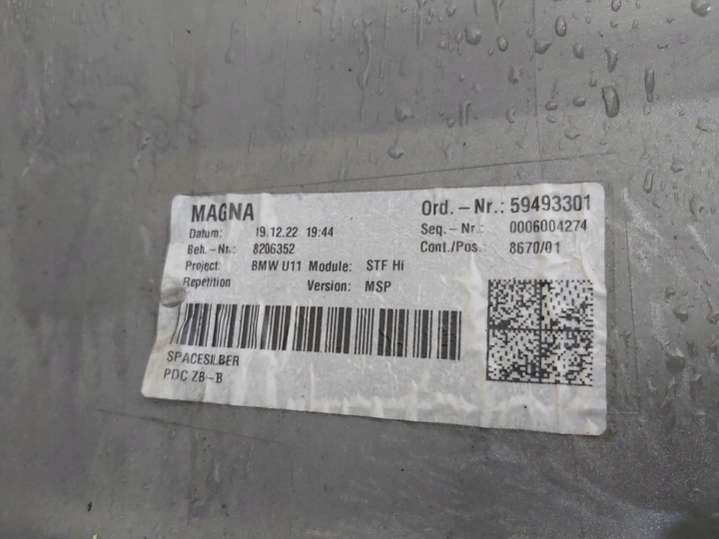 MAGNA Ord. -Nr.: 59493301
Datum: 19.12.22 19:44 Seq.-Nr.: 0006004274
Beh.-Nr.: 8206352 Cont./Pos.: 8670/01
Project: BMW U11 Module: STF Hi
Repetition Version: MSP
SPACESILBER
PDC ZB-B